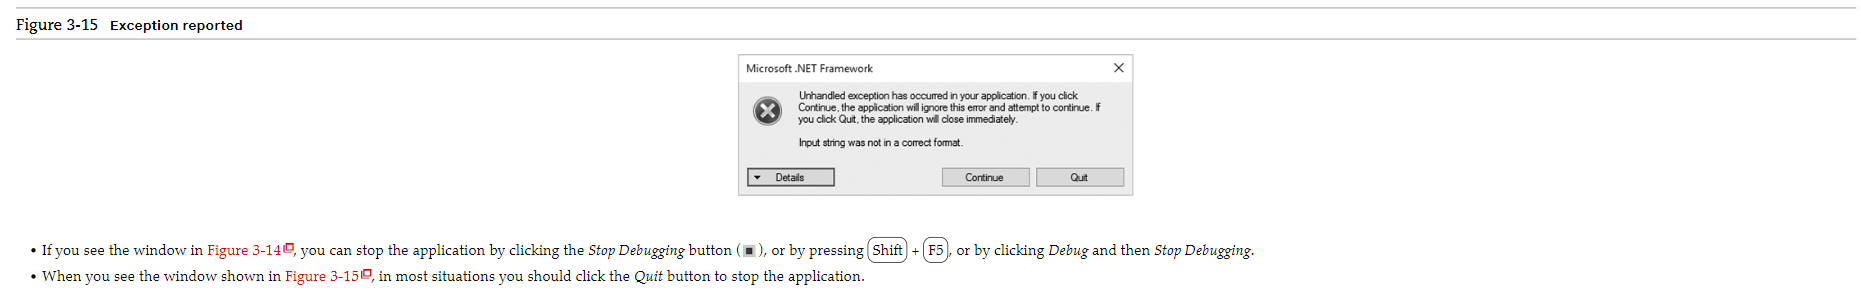 Figure 3-15 Exception reported
Microsoft .NET Framework
Unhandled exception has occurred in your application. If you click
Continue, the application will ignore this error and attempt to continue. If
you click Quit, the application will close immediately.
Input string was not in a correct format.
Details Continue Quit
• If you see the window in Figure 3-14, you can stop the application by clicking the Stop Debugging button ( ), or by pressing Shift + F5, or by clicking Debug and then Stop Debugging.
• When you see the window shown in Figure 3-15, in most situations you should click the Quit button to stop the application.